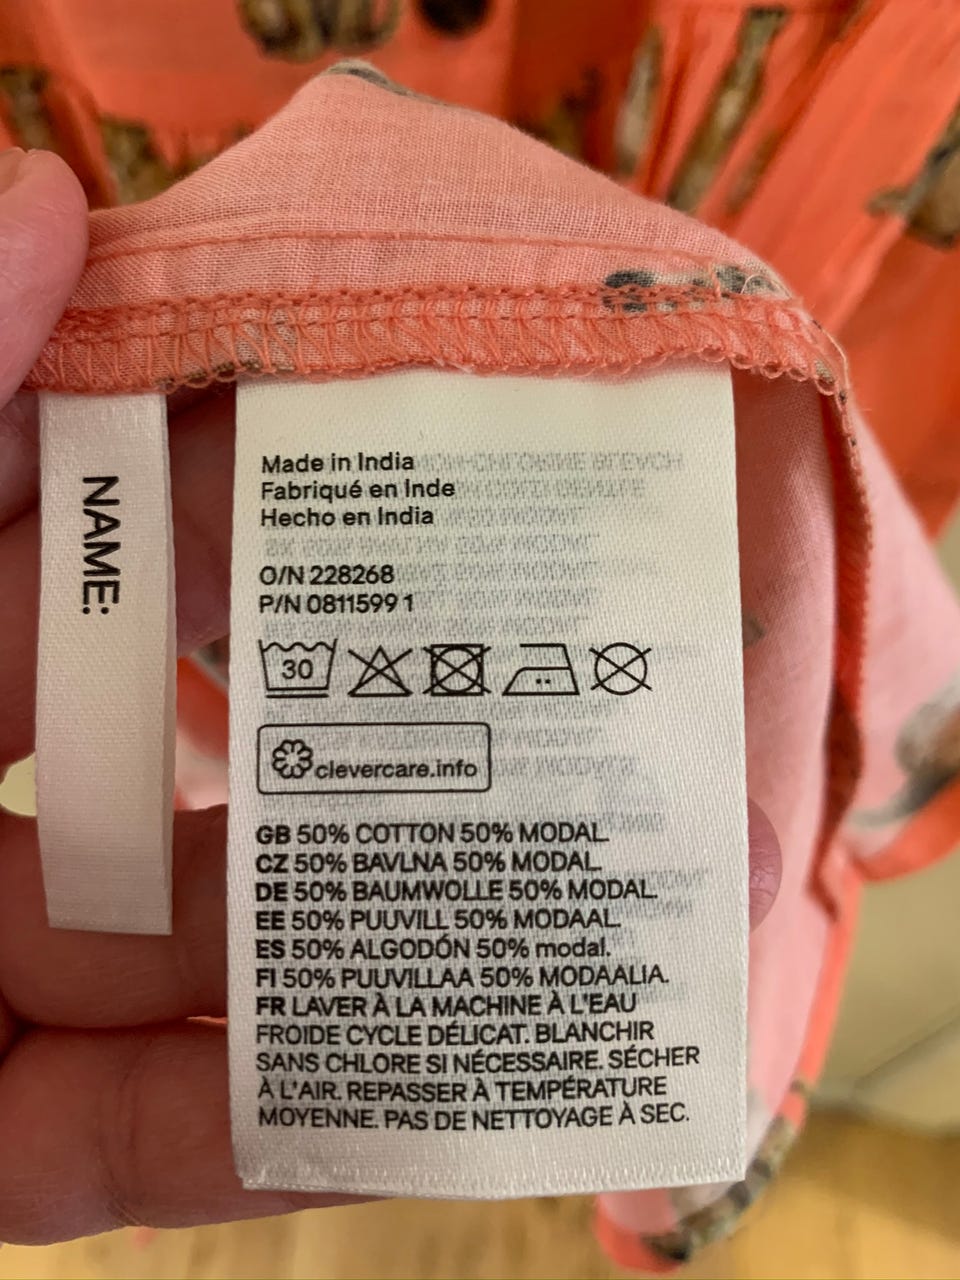 NAME:
Made in India
Fabriqué en Inde
Hecho en India
O/N 228268
P/N 0811599 1
30
clevercare.info
GB 50% COTTON 50% MODAL.
CZ 50% BAVLNA 50% MODAL.
DE 50% BAUMWOLLE 50% MODAL.
EE 50% PUUVILL 50% MODAAL.
ES 50% ALGODÓN 50% modal.
FI 50% PUUVILLAA 50% MODAALIA.
FR LAVER À LA MACHINE À L'EAU
FROIDE CYCLE DÉLICAT. BLANCHIR
SANS CHLORE SI NÉCESSAIRE. SÉCHER
À L'AIR. REPASSER À TEMPÉRATURE
MOYENNE. PAS DE NETTOYAGE À SEC.